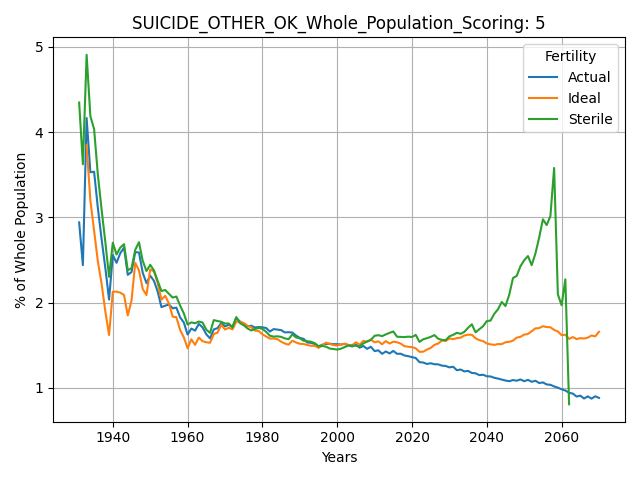 SUICIDE_OTHER_OK_Whole_Population_Scoring: 5
Fertility
Actual
Ideal
Sterile
% of Whole Population
5
4
3
2
1
1940 1960 1980 2000 2020 2040 2060
Years